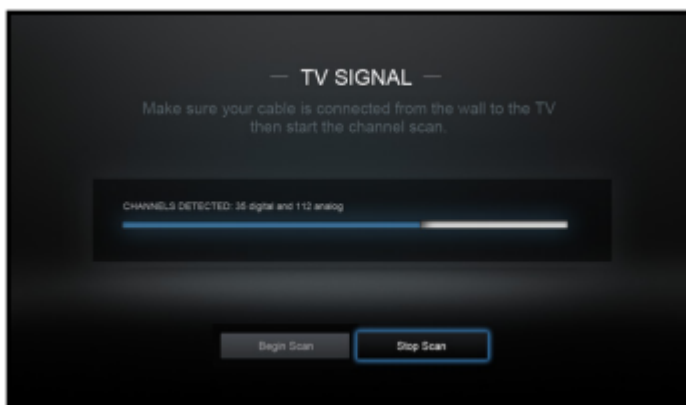 — TV SIGNAL —
Make sure your cable is connected from the wall to the TV
then start the channel scan.
CHANNELS DETECTED: 35 digital and 112 analog
Begin Scan
Stop Scan